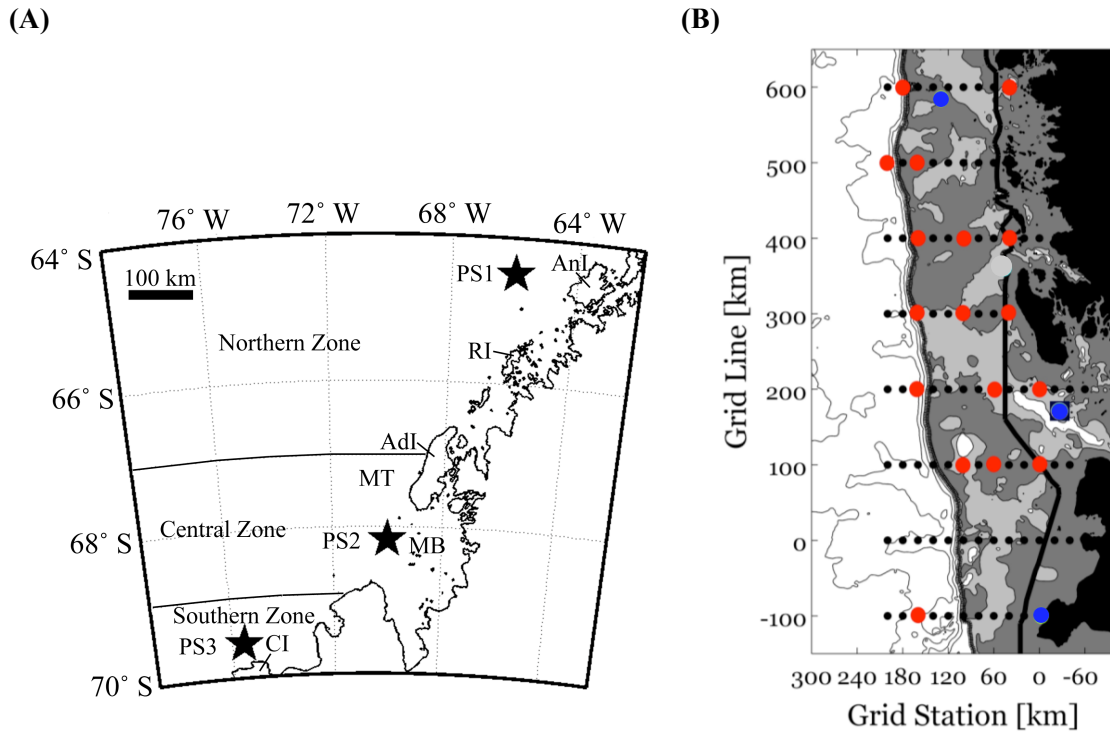 (A)
(B)
76° W
72° W
68° W
64° W
64° S
66° S
68° S
70° S
100 km
PS1
AnI
Northern Zone
RI
AdI
MT
Central Zone
PS2
MB
Southern Zone
PS3
CI
Grid Line [km]
600
500
400
300
200
100
0
-100
300 240 180 120 60 0 -60
Grid Station [km]